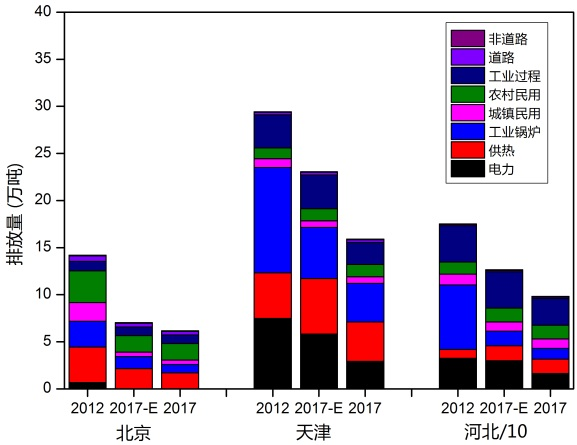 40
35
30
25
20
15
10
5
0
排放量 (万吨)
非道路
道路
工业过程
农村民用
城镇民用
工业锅炉
供热
电力
2012 2017-E 2017 2012 2017-E 2017 2012 2017-E 2017
北京 天津 河北/10